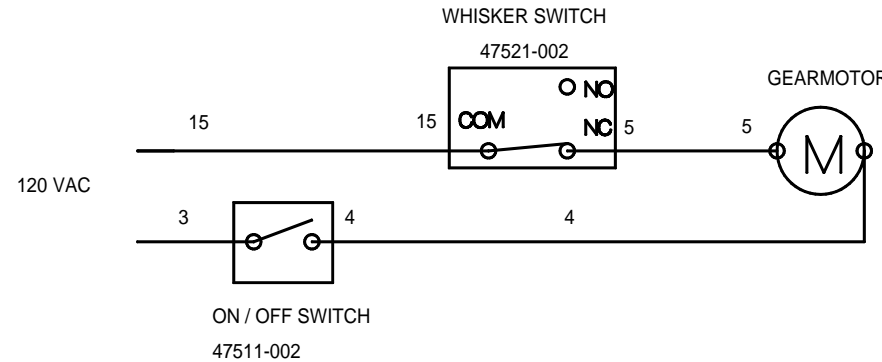 WHISKER SWITCH
47521-002
GEARMOTOR
NO
15 15 COM NC 5 5
M
120 VAC
3 4 4
ON / OFF SWITCH
47511-002